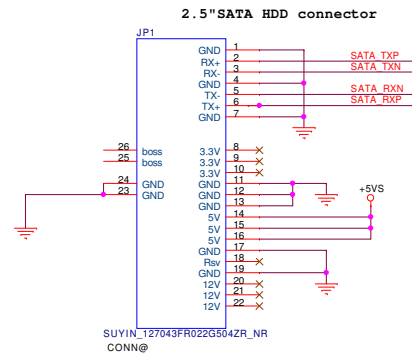 2.5"SATA HDD connector
JP1
GND 1
RX+ 2 SATA_TXP
RX- 3 SATA_TXN
GND 4
TX- 5 SATA_RXN
TX+ 6 SATA_RXP
GND 7
26 boss 3.3V 8
25 boss 3.3V 9
3.3V 10
24 GND GND 11
23 GND GND 12
GND 13
+5VS
5V 14
5V 15
5V 16
GND 17
Rsv 18
GND 19
12V 20
12V 21
12V 22
SUYIN_127043FR022G504ZR_NR
CONN@